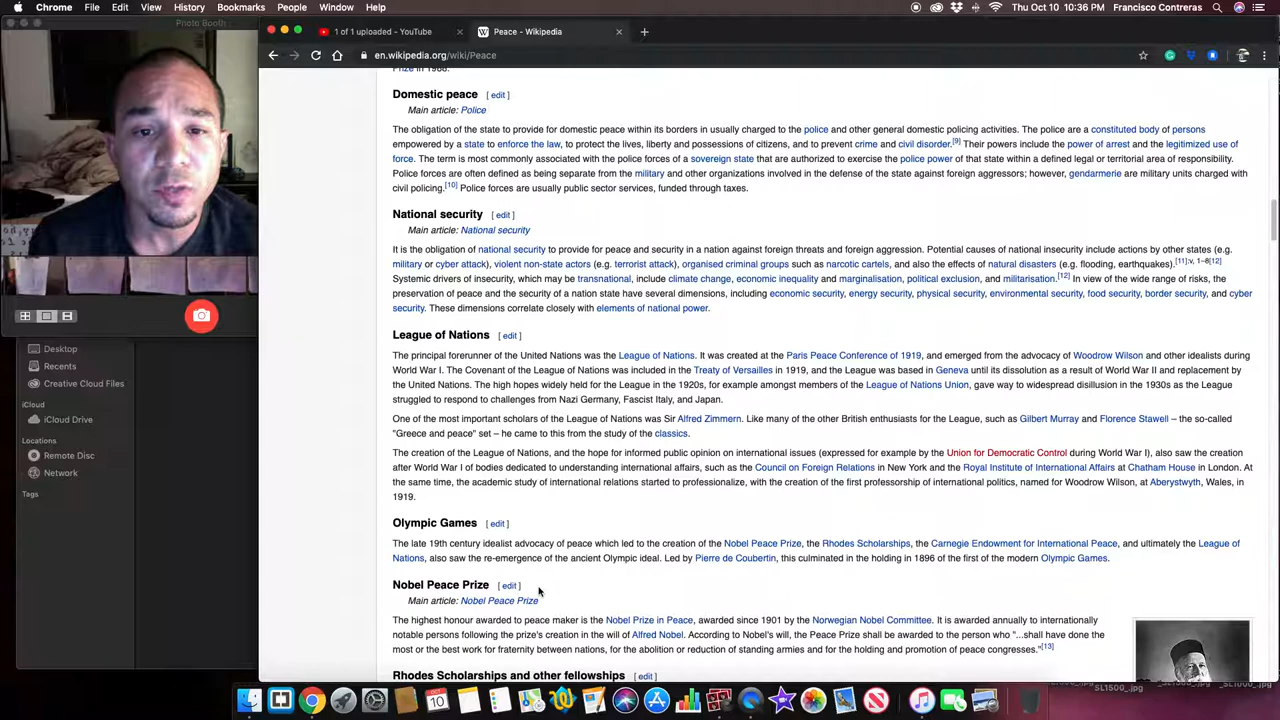 Chrome File Edit View History Bookmarks People Window Help Thu Oct 10 10:36 PM Francisco Contreras
Photo Booth
1 of 1 uploaded - YouTube
Peace - Wikipedia
en.wikipedia.org/wiki/Peace
Domestic peace [ edit ]
Main article: Police
The obligation of the state to provide for domestic peace within its borders in usually charged to the police and other general domestic policing activities. The police are a constituted body of persons
empowered by a state to enforce the law, to protect the lives, liberty and possessions of citizens, and to prevent crime and civil disorder.[9] Their powers include the power of arrest and the legitimized use of
force. The term is most commonly associated with the police forces of a sovereign state that are authorized to exercise the police power of that state within a defined legal or territorial area of responsibility.
Police forces are often defined as being separate from the military and other organizations involved in the defense of the state against foreign aggressors; however, gendarmerie are military units charged with
civil policing.[10] Police forces are usually public sector services, funded through taxes.
National security [ edit ]
Main article: National security
It is the obligation of national security to provide for peace and security in a nation against foreign threats and foreign aggression. Potential causes of national insecurity include actions by other states (e.g.
military or cyber attack), violent non-state actors (e.g. terrorist attack), organised criminal groups such as narcotic cartels, and also the effects of natural disasters (e.g. flooding, earthquakes).[11]:v, 1–8[12]
Systemic drivers of insecurity, which may be transnational, include climate change, economic inequality and marginalisation, political exclusion, and militarisation.[12] In view of the wide range of risks, the
preservation of peace and the security of a nation state have several dimensions, including economic security, energy security, physical security, environmental security, food security, border security, and cyber
security. These dimensions correlate closely with elements of national power.
League of Nations [ edit ]
The principal forerunner of the United Nations was the League of Nations. It was created at the Paris Peace Conference of 1919, and emerged from the advocacy of Woodrow Wilson and other idealists during
World War I. The Covenant of the League of Nations was included in the Treaty of Versailles in 1919, and the League was based in Geneva until its dissolution as a result of World War II and replacement by
the United Nations. The high hopes widely held for the League in the 1920s, for example amongst members of the League of Nations Union, gave way to widespread disillusion in the 1930s as the League
struggled to respond to challenges from Nazi Germany, Fascist Italy, and Japan.
One of the most important scholars of the League of Nations was Sir Alfred Zimmern. Like many of the other British enthusiasts for the League, such as Gilbert Murray and Florence Stawell – the so-called
"Greece and peace" set – he came to this from the study of the classics.
The creation of the League of Nations, and the hope for informed public opinion on international issues (expressed for example by the Union for Democratic Control during World War I), also saw the creation
after World War I of bodies dedicated to understanding international affairs, such as the Council on Foreign Relations in New York and the Royal Institute of International Affairs at Chatham House in London. At
the same time, the academic study of international relations started to professionalize, with the creation of the first professorship of international politics, named for Woodrow Wilson, at Aberystwyth, Wales, in
1919.
Olympic Games [ edit ]
The late 19th century idealist advocacy of peace which led to the creation of the Nobel Peace Prize, the Rhodes Scholarships, the Carnegie Endowment for International Peace, and ultimately the League of
Nations, also saw the re-emergence of the ancient Olympic ideal. Led by Pierre de Coubertin, this culminated in the holding in 1896 of the first of the modern Olympic Games.
Nobel Peace Prize [ edit ]
Main article: Nobel Peace Prize
The highest honour awarded to peace maker is the Nobel Prize in Peace, awarded since 1901 by the Norwegian Nobel Committee. It is awarded annually to internationally
notable persons following the prize's creation in the will of Alfred Nobel. According to Nobel's will, the Peace Prize shall be awarded to the person who "...shall have done the
most or the best work for fraternity between nations, for the abolition or reduction of standing armies and for the holding and promotion of peace congresses."[13]
Rhodes Scholarships and other fellowships [ edit ]
Desktop
Recents
Creative Cloud Files
iCloud
iCloud Drive
Locations
Remote Disc
Network
Tags
OCT
10